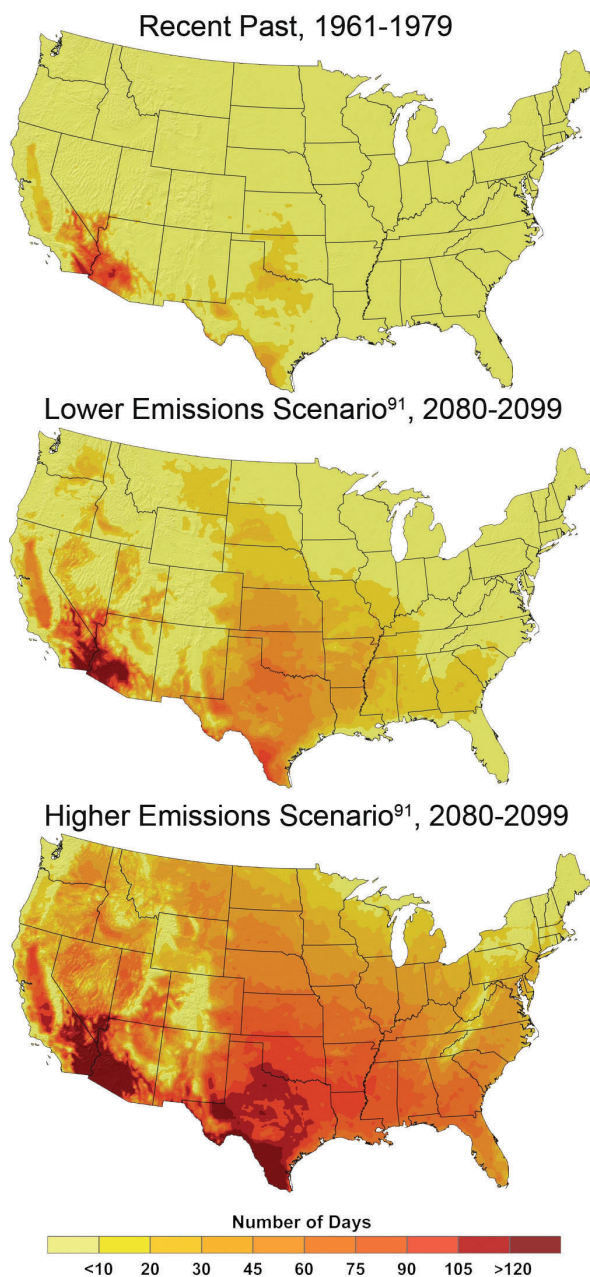 Recent Past, 1961-1979
Lower Emissions Scenario⁹¹, 2080-2099
Higher Emissions Scenario⁹¹, 2080-2099
Number of Days
<10 20 30 45 60 75 90 105 >120